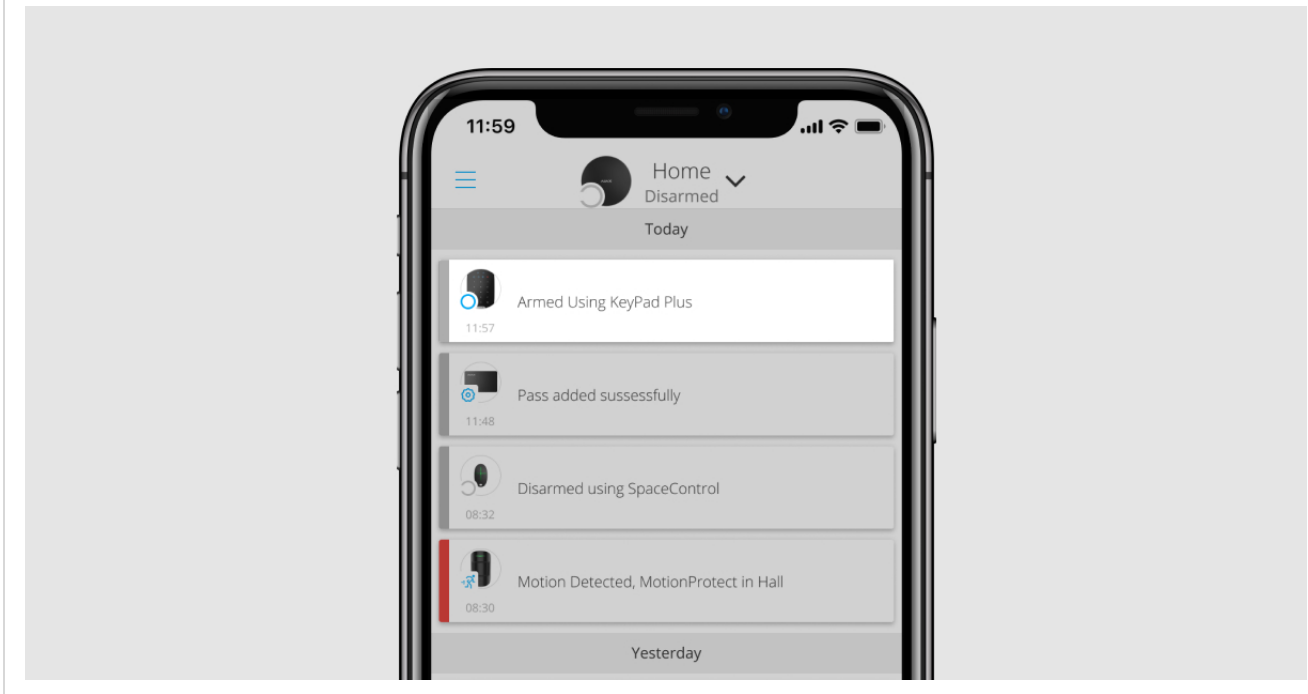 11:59
Home
Disarmed
Today
Armed Using KeyPad Plus
11:57
Pass added sussessfully
11:48
Disarmed using SpaceControl
08:32
Motion Detected, MotionProtect in Hall
08:30
Yesterday